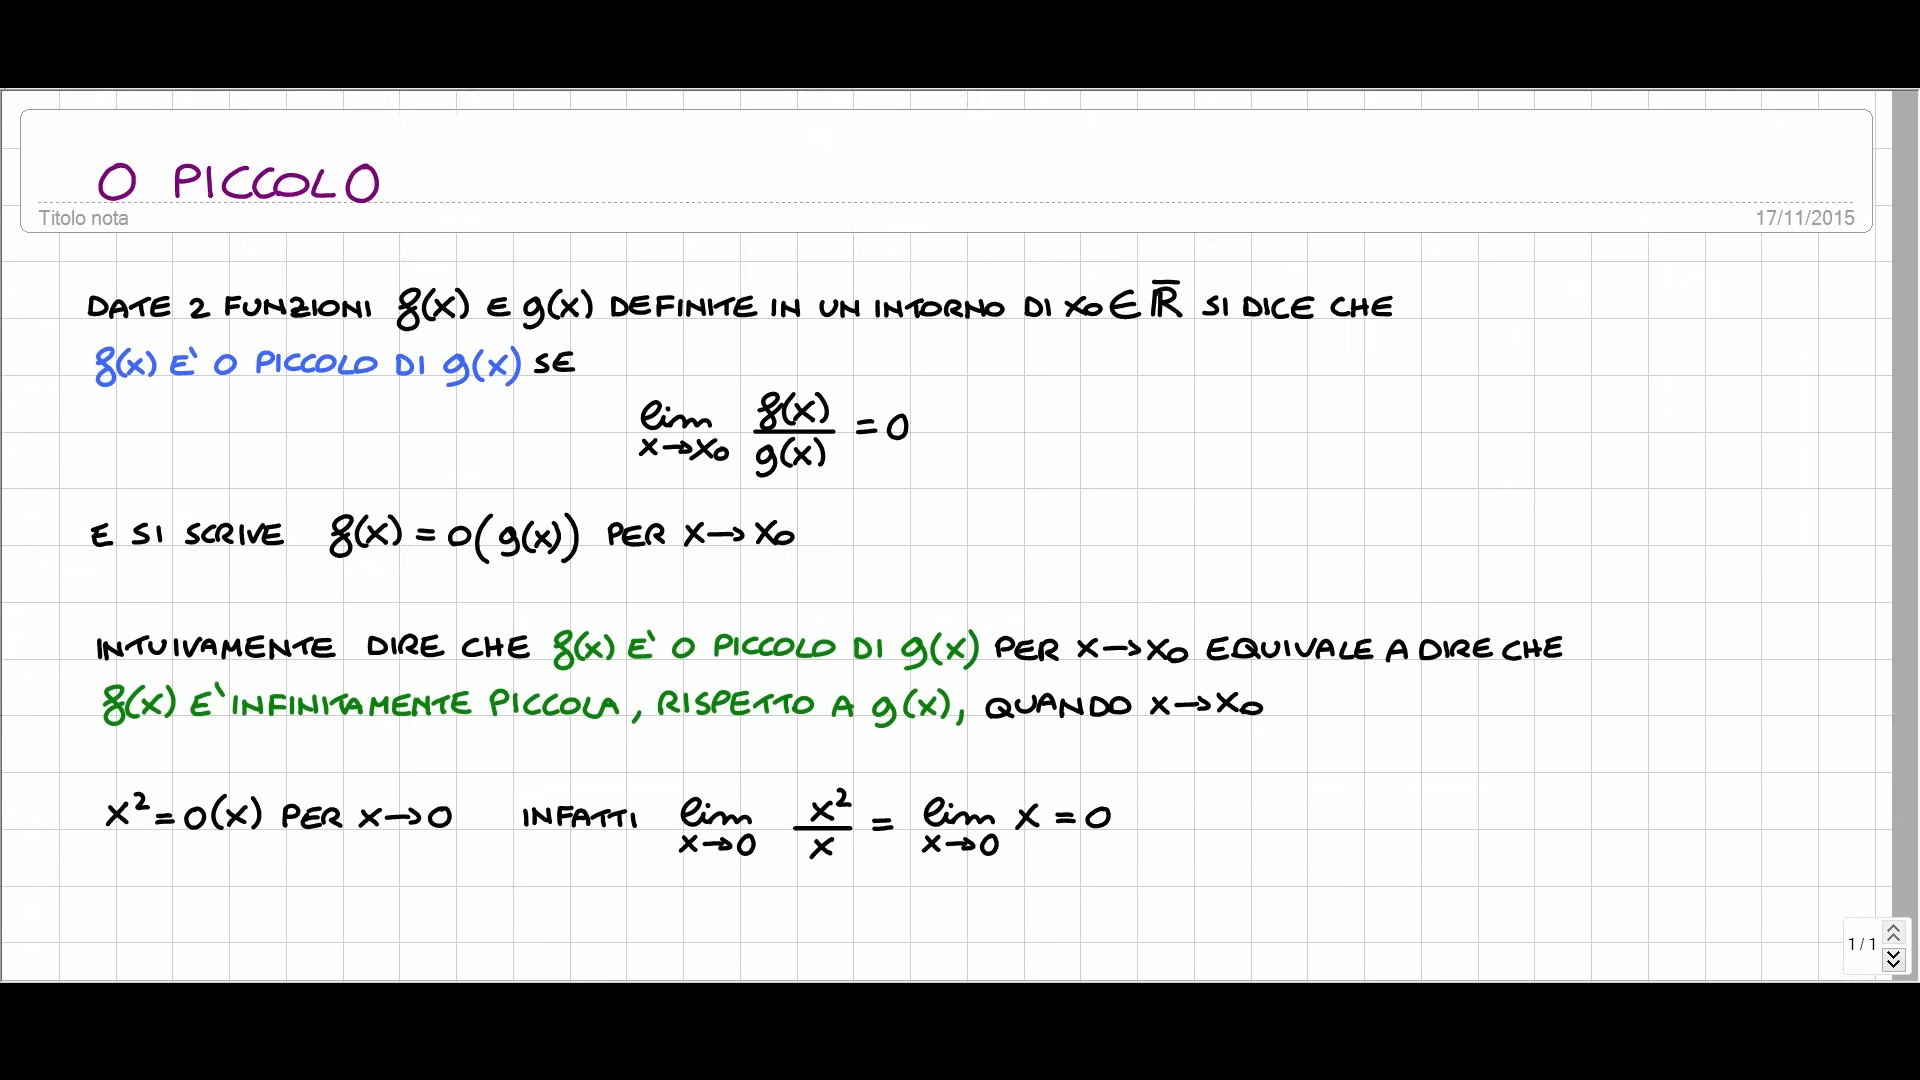 O PICCOLO
Titolo nota
17/11/2015
DATE 2 FUNZIONI f(x) E g(x) DEFINITE IN UN INTORNO DI x₀ ∈ ℝ̅ SI DICE CHE
f(x) E' O PICCOLO DI g(x) SE
lim x→x₀ f(x)/g(x) = 0
E SI SCRIVE f(x) = o(g(x)) PER x→x₀
INTUIVAMENTE DIRE CHE f(x) E' O PICCOLO DI g(x) PER x→x₀ EQUIVALE A DIRE CHE
f(x) E' INFINITAMENTE PICCOLA, RISPETTO A g(x), QUANDO x→x₀
x² = o(x) PER x→0 INFATTI lim x→0 x²/x = lim x→0 x = 0
1 / 1